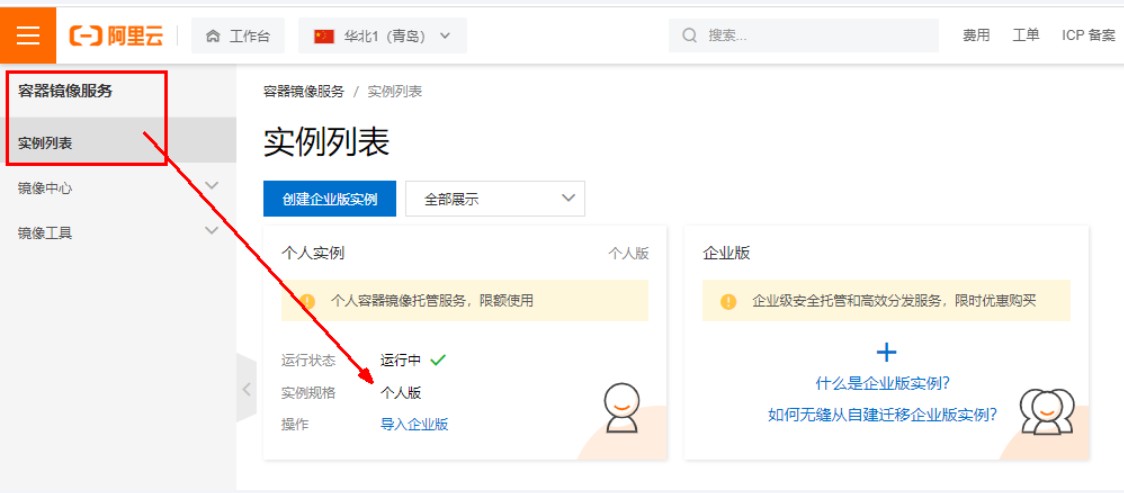 阿里云
工作台
华北1（青岛）
搜索...
费用
工单
ICP 备案
容器镜像服务
实例列表
镜像中心
镜像工具
容器镜像服务 / 实例列表
实例列表
创建企业版实例
全部展示
个人实例
个人版
个人容器镜像托管服务，限额使用
运行状态
运行中
实例规格
个人版
操作
导入企业版
企业版
企业级安全托管和高效分发服务，限时优惠购买
什么是企业版实例?
如何无缝从自建迁移企业版实例?